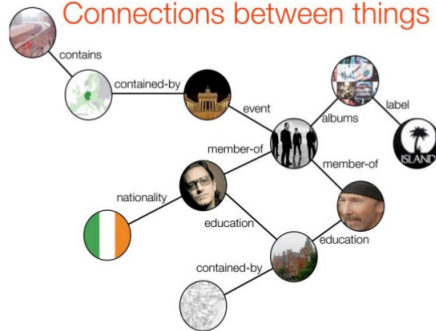 Connections between things
contains
contained-by
event
albums
label
ISLAND
member-of
member-of
nationality
education
education
contained-by